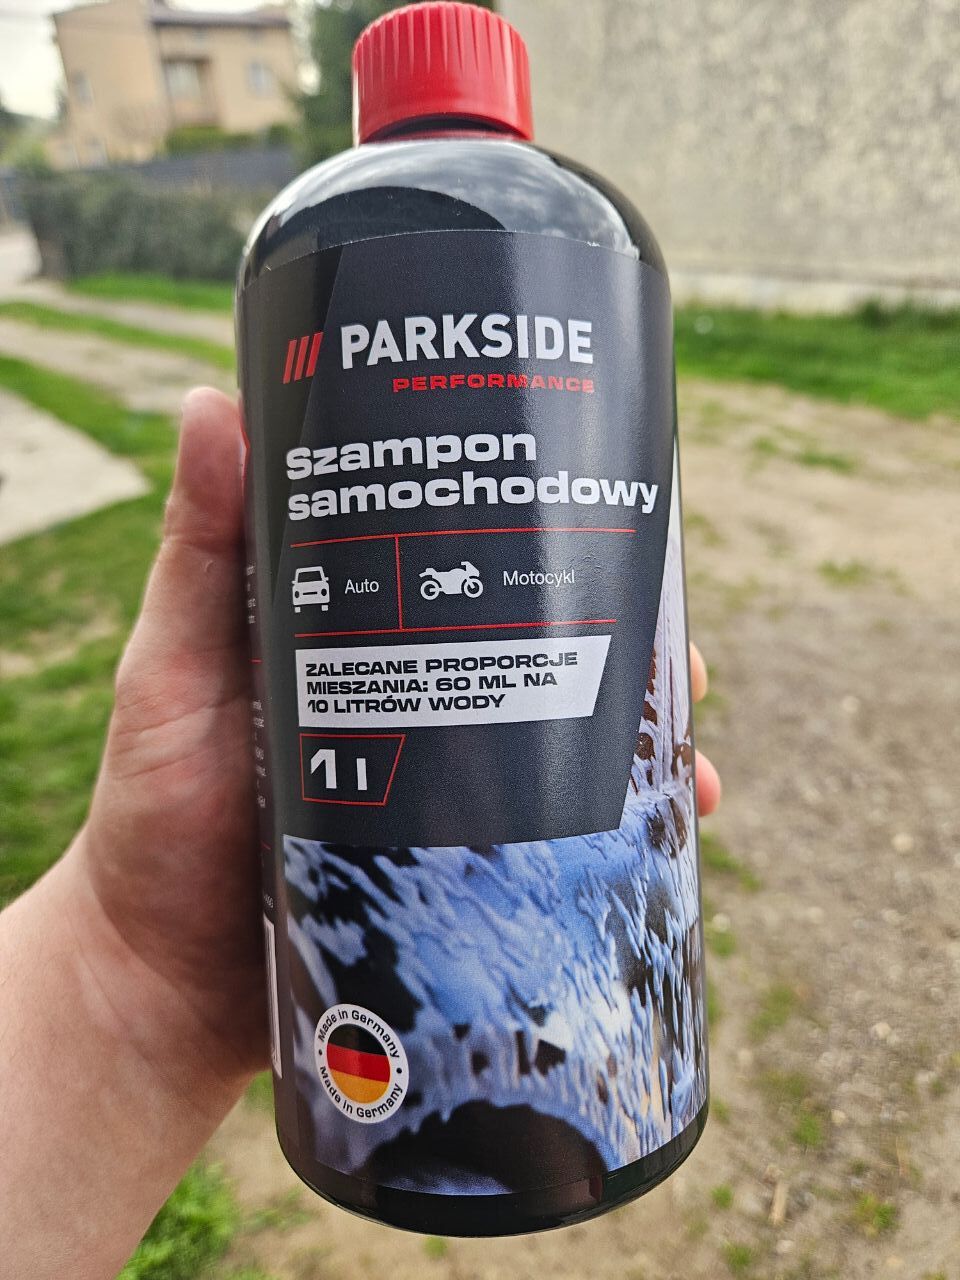 PARKSIDE
PERFORMANCE
Szampon
samochodowy
Auto
Motocykl
ZALECANE PROPORCJE
MIESZANIA: 60 ML NA
10 LITRÓW WODY
1 l
Made in Germany
Made in Germany